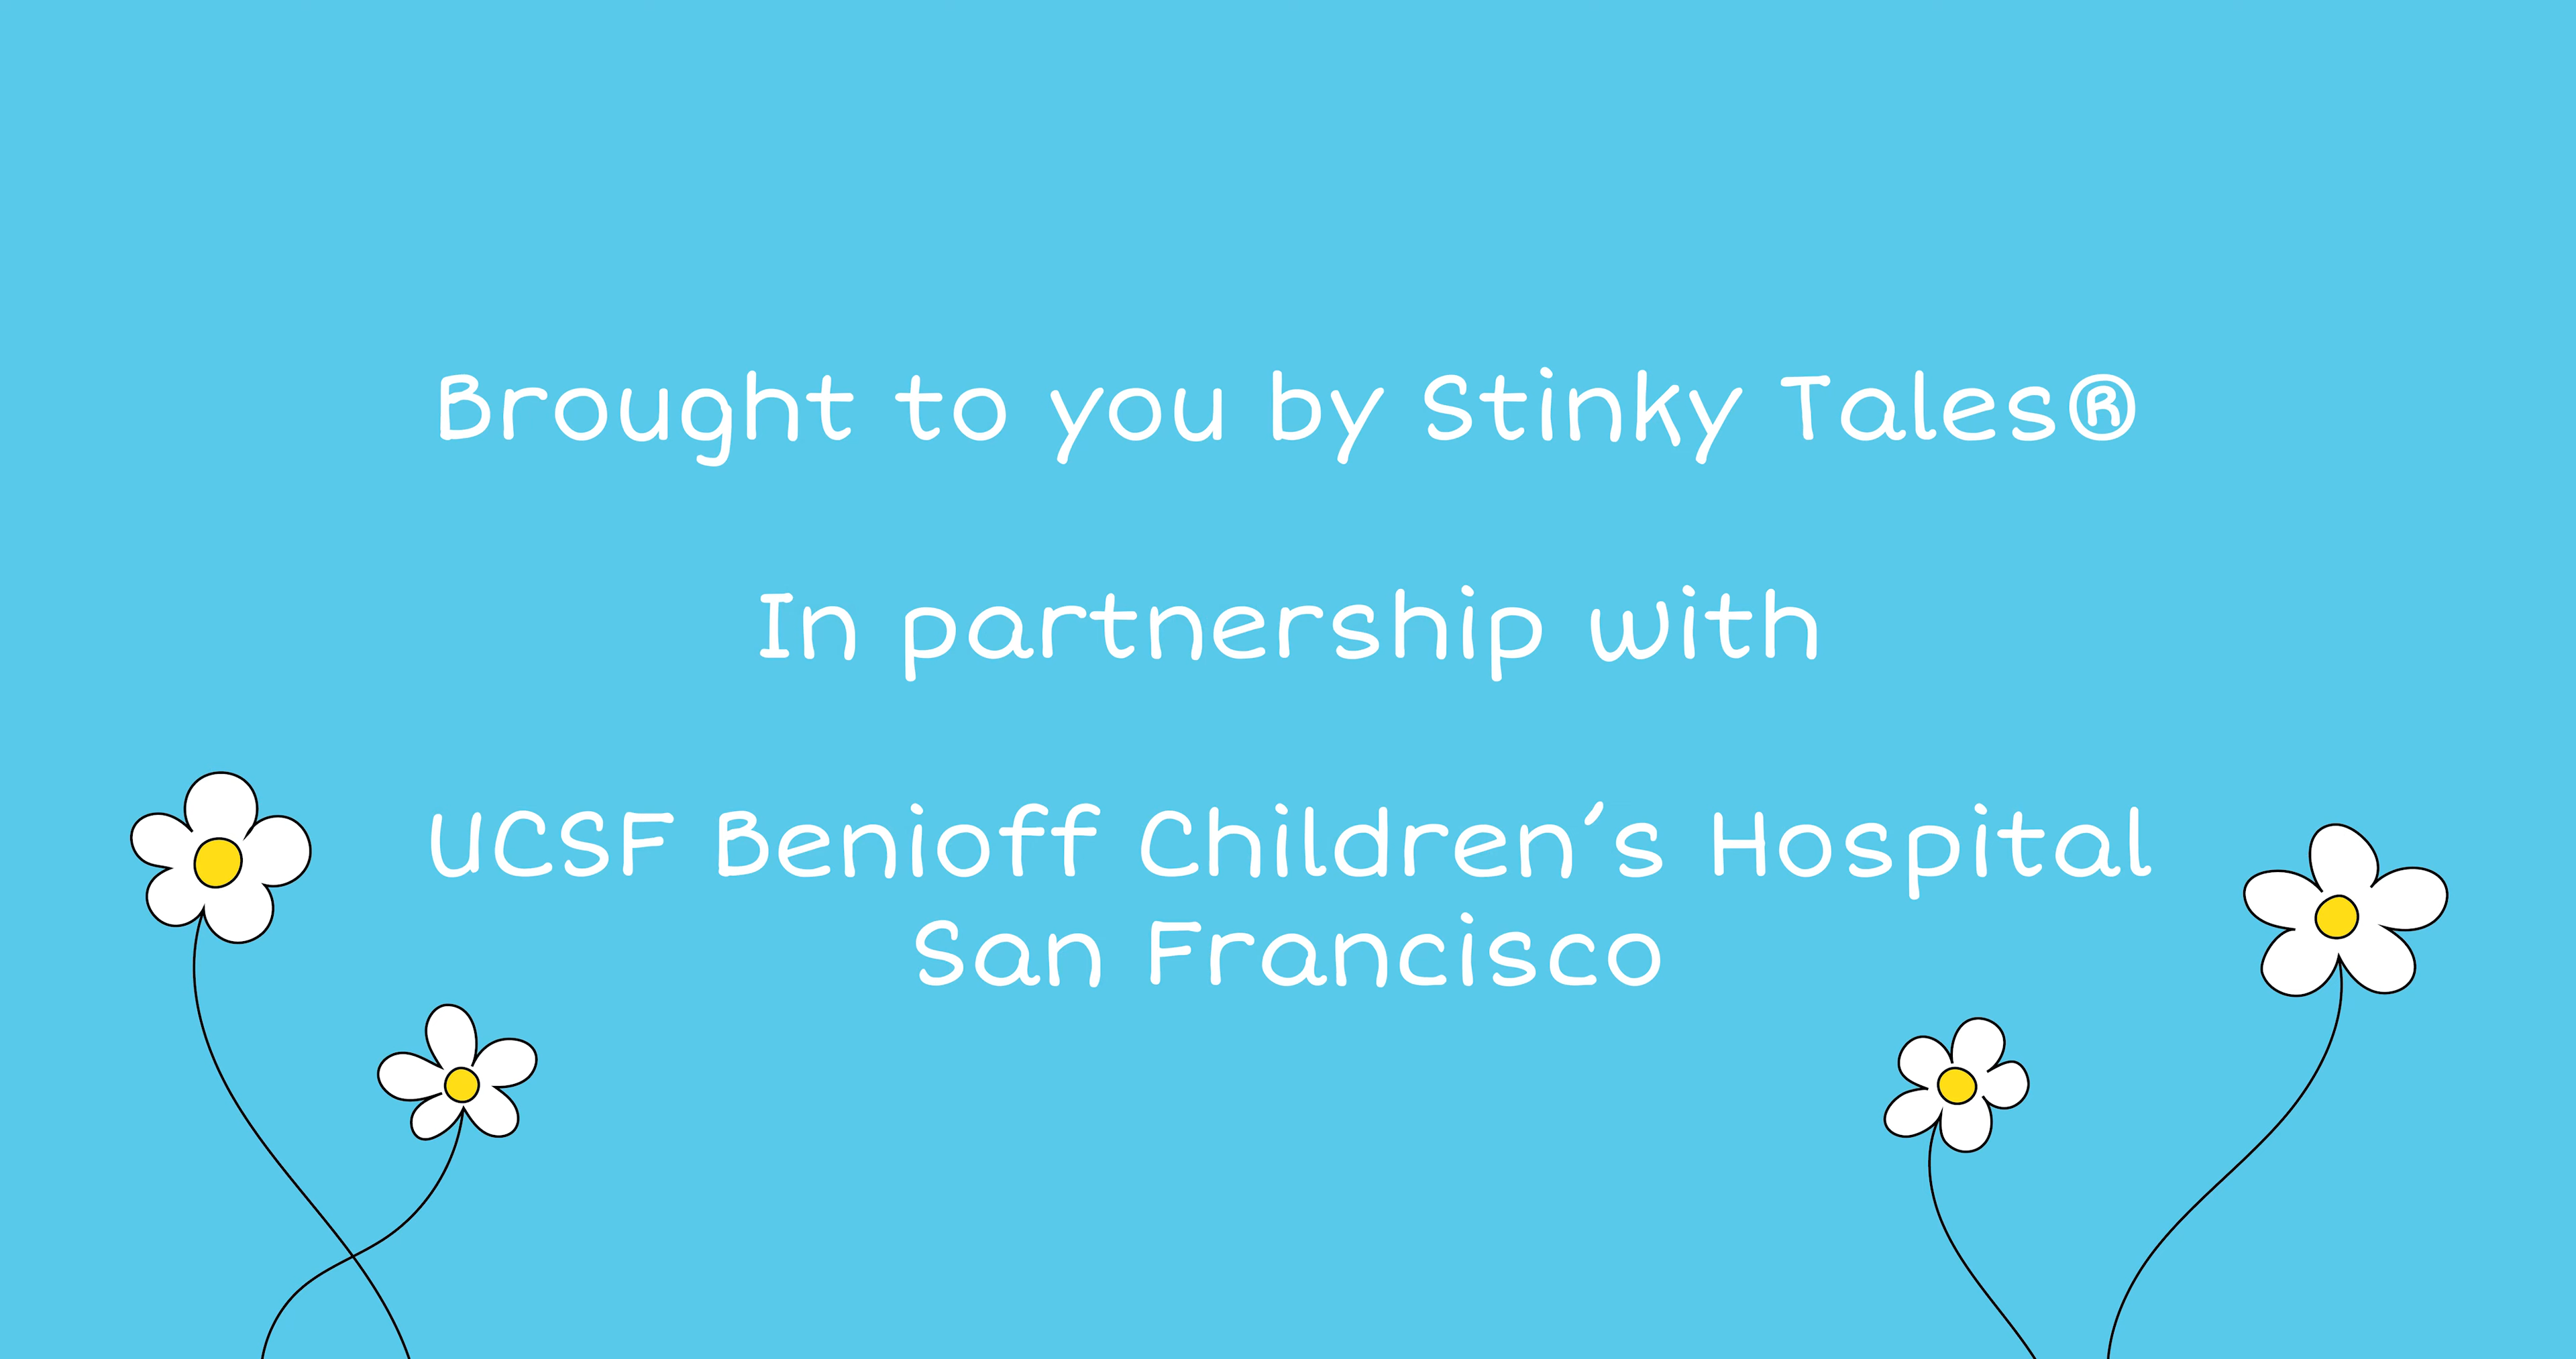 Brought to you by Stinky Tales®
In partnership with
UCSF Benioff Children's Hospital
San Francisco